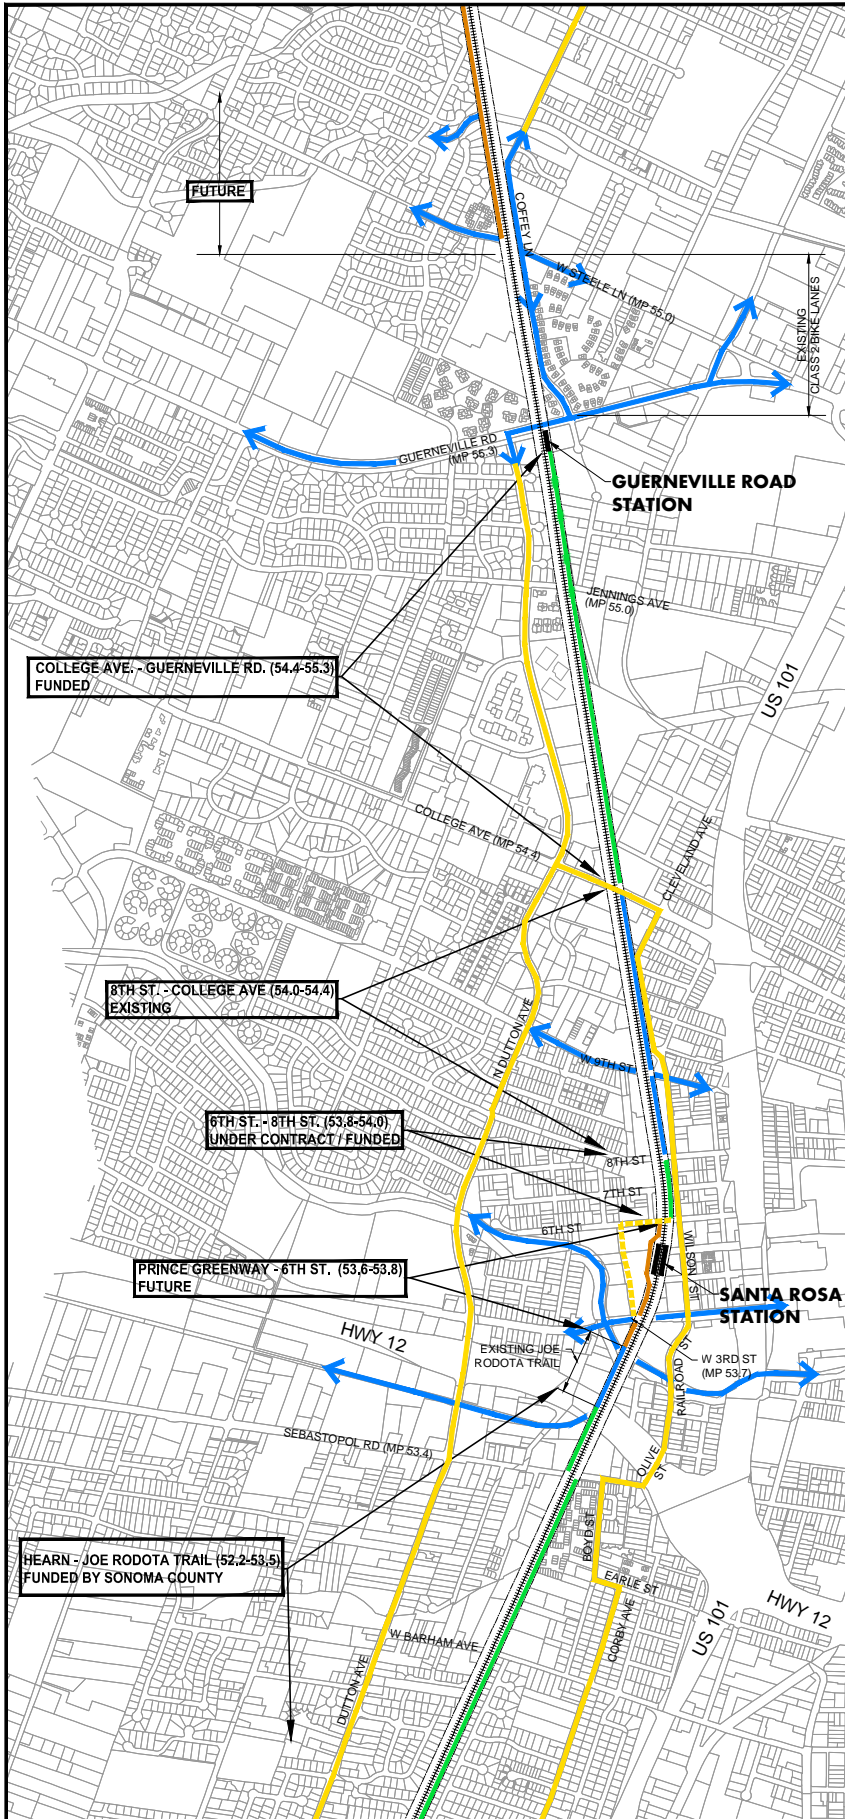 FUTURE
COFFEY LN
W STEELE LN (MP 55.0)
EXISTING
CLASS 2 BIKE LANES
GUERNEVILLE RD
(MP 55.3)
GUERNEVILLE ROAD
STATION
JENNINGS AVE
(MP 55.0)
COLLEGE AVE. - GUERNEVILLE RD. (54.4-55.3)
FUNDED
US 101
COLLEGE AVE (MP 54.4)
CLEVELAND AVE
8TH ST. - COLLEGE AVE (54.0-54.4)
EXISTING
N DUTTON AVE
W 9TH ST
6TH ST. - 8TH ST. (53.8-54.0)
UNDER CONTRACT / FUNDED
8TH ST
7TH ST
6TH ST
WILSON ST
PRINCE GREENWAY - 6TH ST. (53.6-53.8)
FUTURE
SANTA ROSA
STATION
HWY 12
EXISTING JOE
RODOTA TRAIL
W 3RD ST
(MP 53.7)
RAILROAD ST
SEBASTOPOL RD (MP 53.4)
OLIVE ST
BOYD ST
HEARN - JOE RODOTA TRAIL (52.2-53.5)
FUNDED BY SONOMA COUNTY
EARLE ST
HWY 12
US 101
CORBY AVE
W BARHAM AVE
DUTTON AVE